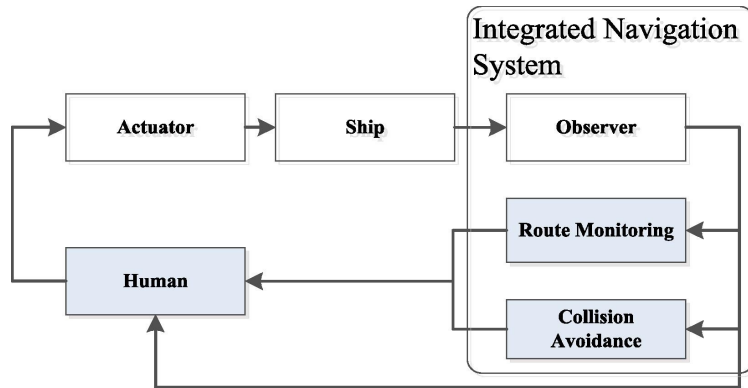 Integrated Navigation
System
Actuator
Ship
Observer
Route Monitoring
Human
Collision
Avoidance